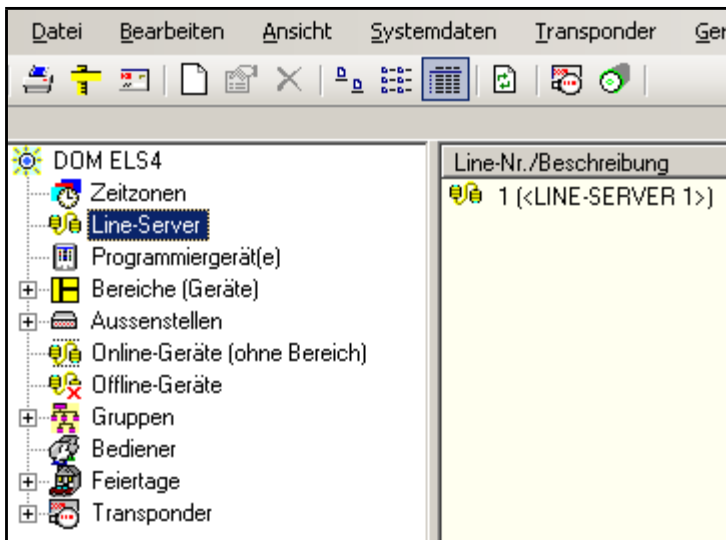 Datei Bearbeiten Ansicht Systemdaten Transponder Ger
DOM ELS4
Zeitzonen
Line-Server
Programmiergerät(e)
Bereiche (Geräte)
Aussenstellen
Online-Geräte (ohne Bereich)
Offline-Geräte
Gruppen
Bediener
Feiertage
Transponder
Line-Nr./Beschreibung
1 (<LINE-SERVER 1>)